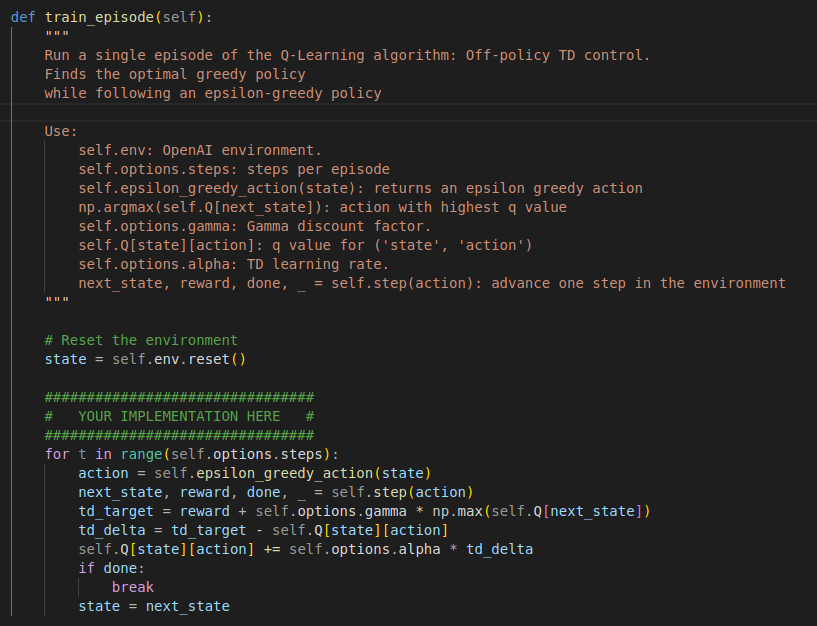 def train_episode(self):
    """
    Run a single episode of the Q-Learning algorithm: Off-policy TD control.
    Finds the optimal greedy policy
    while following an epsilon-greedy policy

    Use:
        self.env: OpenAI environment.
        self.options.steps: steps per episode
        self.epsilon_greedy_action(state): returns an epsilon greedy action
        np.argmax(self.Q[next_state]): action with highest q value
        self.options.gamma: Gamma discount factor.
        self.Q[state][action]: q value for ('state', 'action')
        self.options.alpha: TD learning rate.
        next_state, reward, done, _ = self.step(action): advance one step in the environment
    """

    # Reset the environment
    state = self.env.reset()

    ################################
    #   YOUR IMPLEMENTATION HERE   #
    ################################
    for t in range(self.options.steps):
        action = self.epsilon_greedy_action(state)
        next_state, reward, done, _ = self.step(action)
        td_target = reward + self.options.gamma * np.max(self.Q[next_state])
        td_delta = td_target - self.Q[state][action]
        self.Q[state][action] += self.options.alpha * td_delta
        if done:
            break
        state = next_state